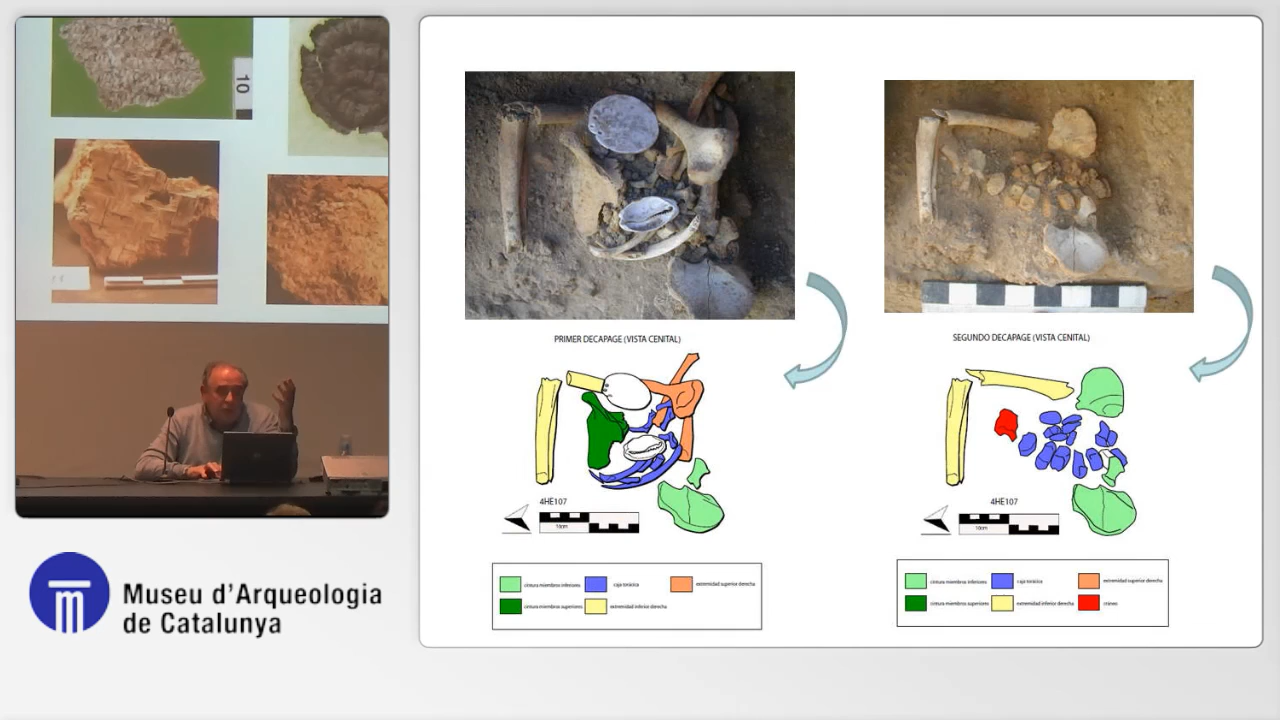 10
Museu d'Arqueologia
de Catalunya
PRIMER DECAPAGE (VISTA CENITAL)
4HE107
10cm
cintura miembros inferiores
caja torácica
extremidad superior derecha
cintura miembros superiores
extremidad inferior derecha
SEGUNDO DECAPAGE (VISTA CENITAL)
4HE107
10cm
cintura miembros inferiores
caja torácica
extremidad superior derecha
cintura miembros superiores
extremidad inferior derecha
cráneo